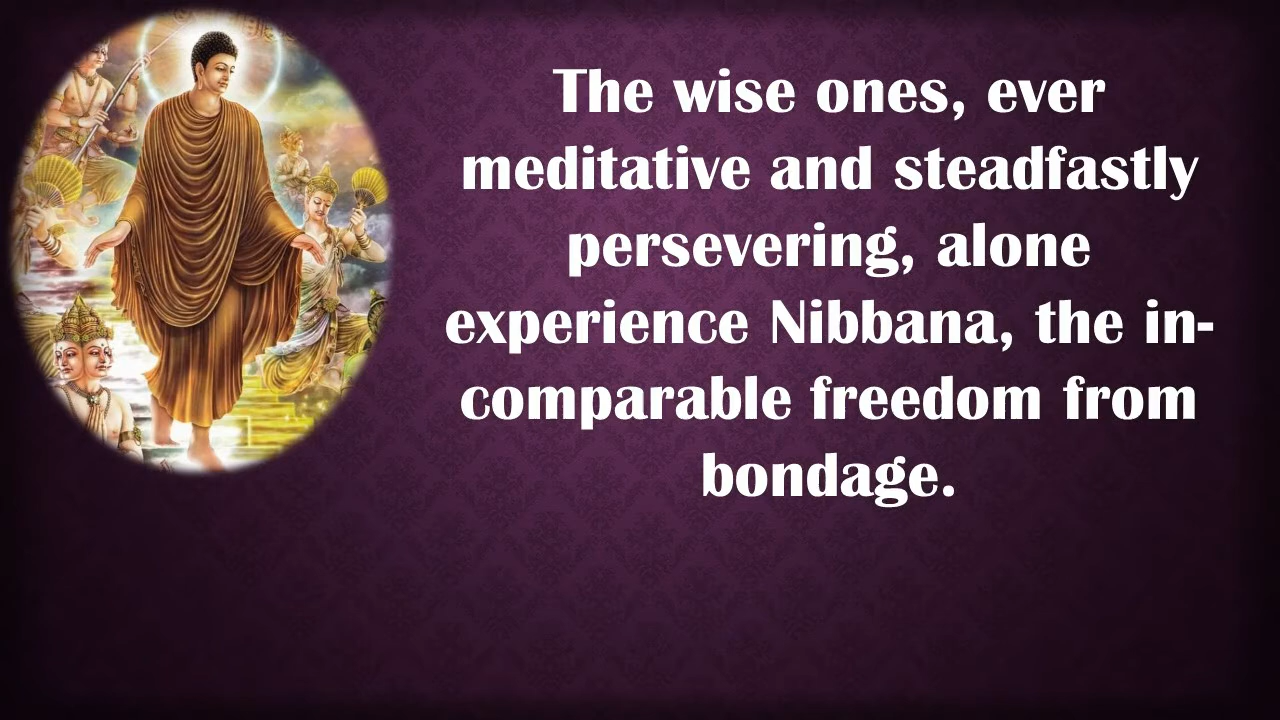 The wise ones, ever
meditative and steadfastly
persevering, alone
experience Nibbana, the in-
comparable freedom from
bondage.